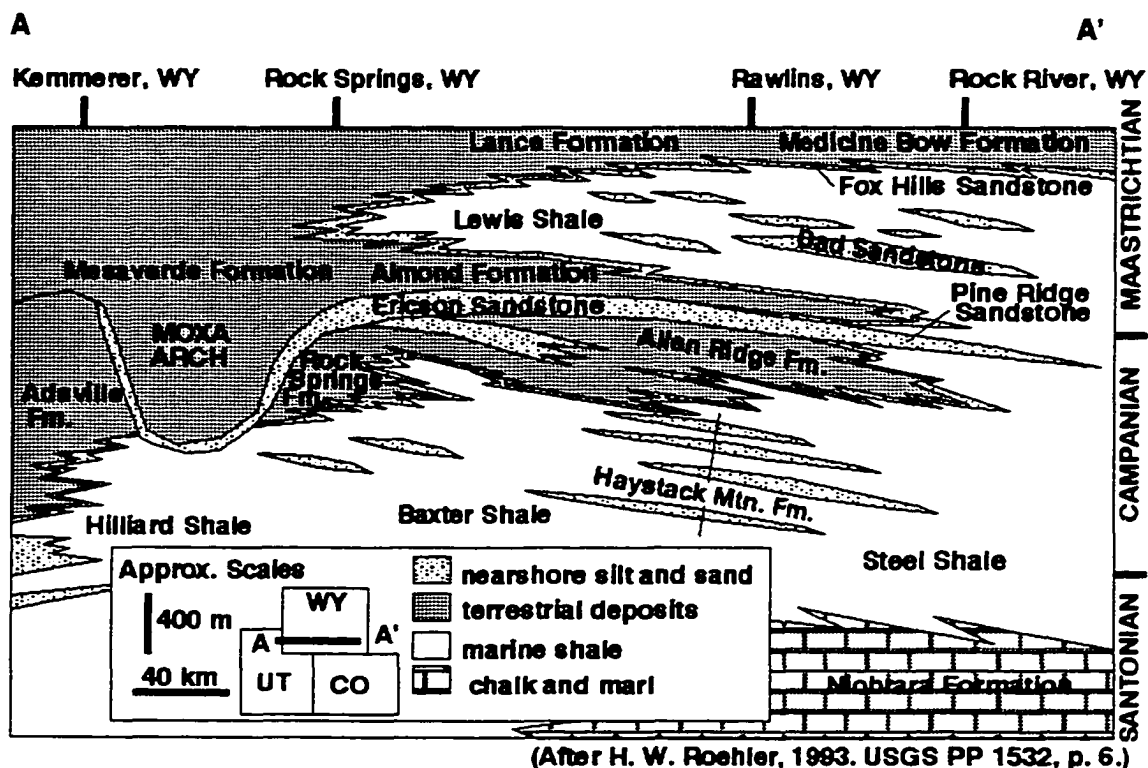 A
A'
Kemmerer, WY
Rock Springs, WY
Rawlins, WY
Rock River, WY
Lance Formation
Medicine Bow Formation
Fox Hills Sandstone
Lewis Shale
Dad Sandstone
Mesaverde Formation
Almond Formation
Ericson Sandstone
Pine Ridge
Sandstone
MOXA
ARCH
Allen Ridge Fm.
Rock
Springs
Fm.
Adaville
Fm.
Haystack Mtn. Fm.
Hilliard Shale
Baxter Shale
Steel Shale
Niobrara Formation
MAASTRICHTIAN
CAMPANIAN
SANTONIAN
Approx. Scales
400 m
40 km
WY
A
A'
UT
CO
nearshore silt and sand
terrestrial deposits
marine shale
chalk and marl
(After H. W. Roehler, 1993. USGS PP 1532, p. 6.)